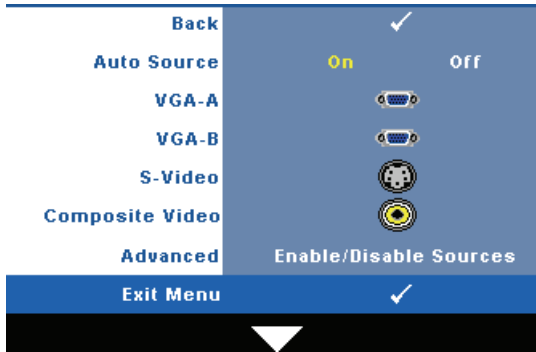 Back
Auto Source On Off
VGA-A
VGA-B
S-Video
Composite Video
Advanced Enable/Disable Sources
Exit Menu